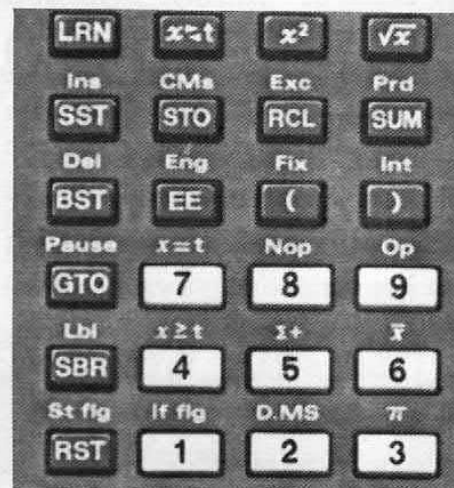 LRN x⇄t x² √x
Ins CMs Exc Prd
SST STO RCL SUM
Del Eng Fix Int
BST EE ( )
Pause x=t Nop Op
GTO 7 8 9
Lbl x≥t Σ+ x̄
SBR 4 5 6
St flg If flg D.MS π
RST 1 2 3